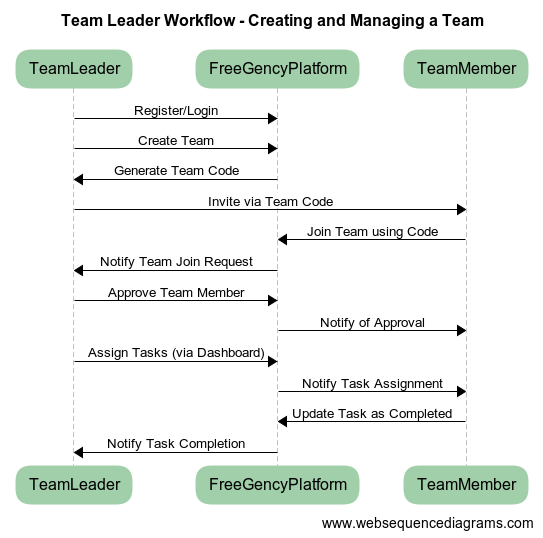 Team Leader Workflow - Creating and Managing a Team
TeamLeader
FreeGencyPlatform
TeamMember
Register/Login
Create Team
Generate Team Code
Invite via Team Code
Join Team using Code
Notify Team Join Request
Approve Team Member
Notify of Approval
Assign Tasks (via Dashboard)
Notify Task Assignment
Update Task as Completed
Notify Task Completion
TeamLeader
FreeGencyPlatform
TeamMember
www.websequencediagrams.com